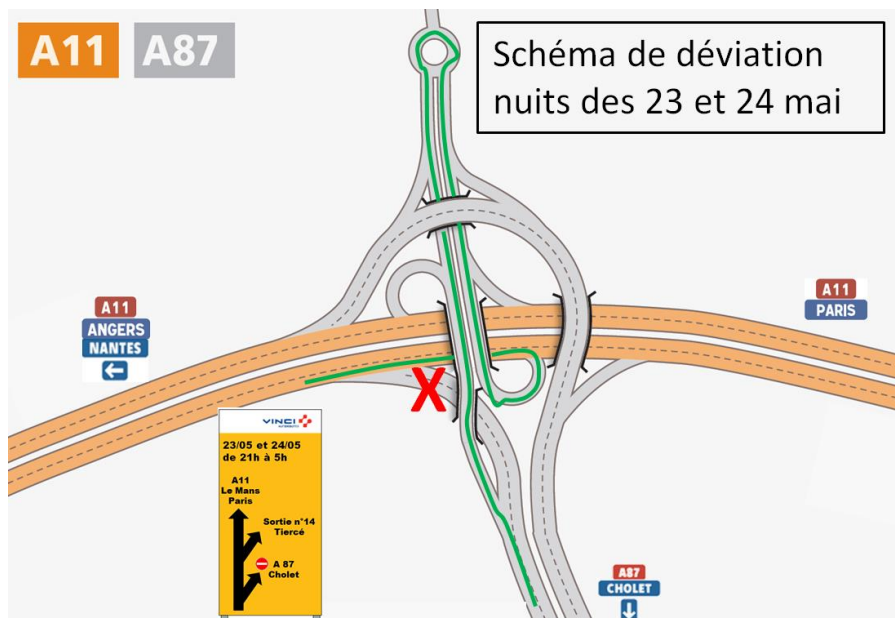 A11 A87
Schéma de déviation
nuits des 23 et 24 mai
A11
ANGERS
NANTES
A11
PARIS
X
VINCI
AUTOROUTES
23/05 et 24/05
de 21h à 5h
A11
Le Mans
Paris
Sortie n°14
Tiercé
A 87
Cholet
A87
CHOLET